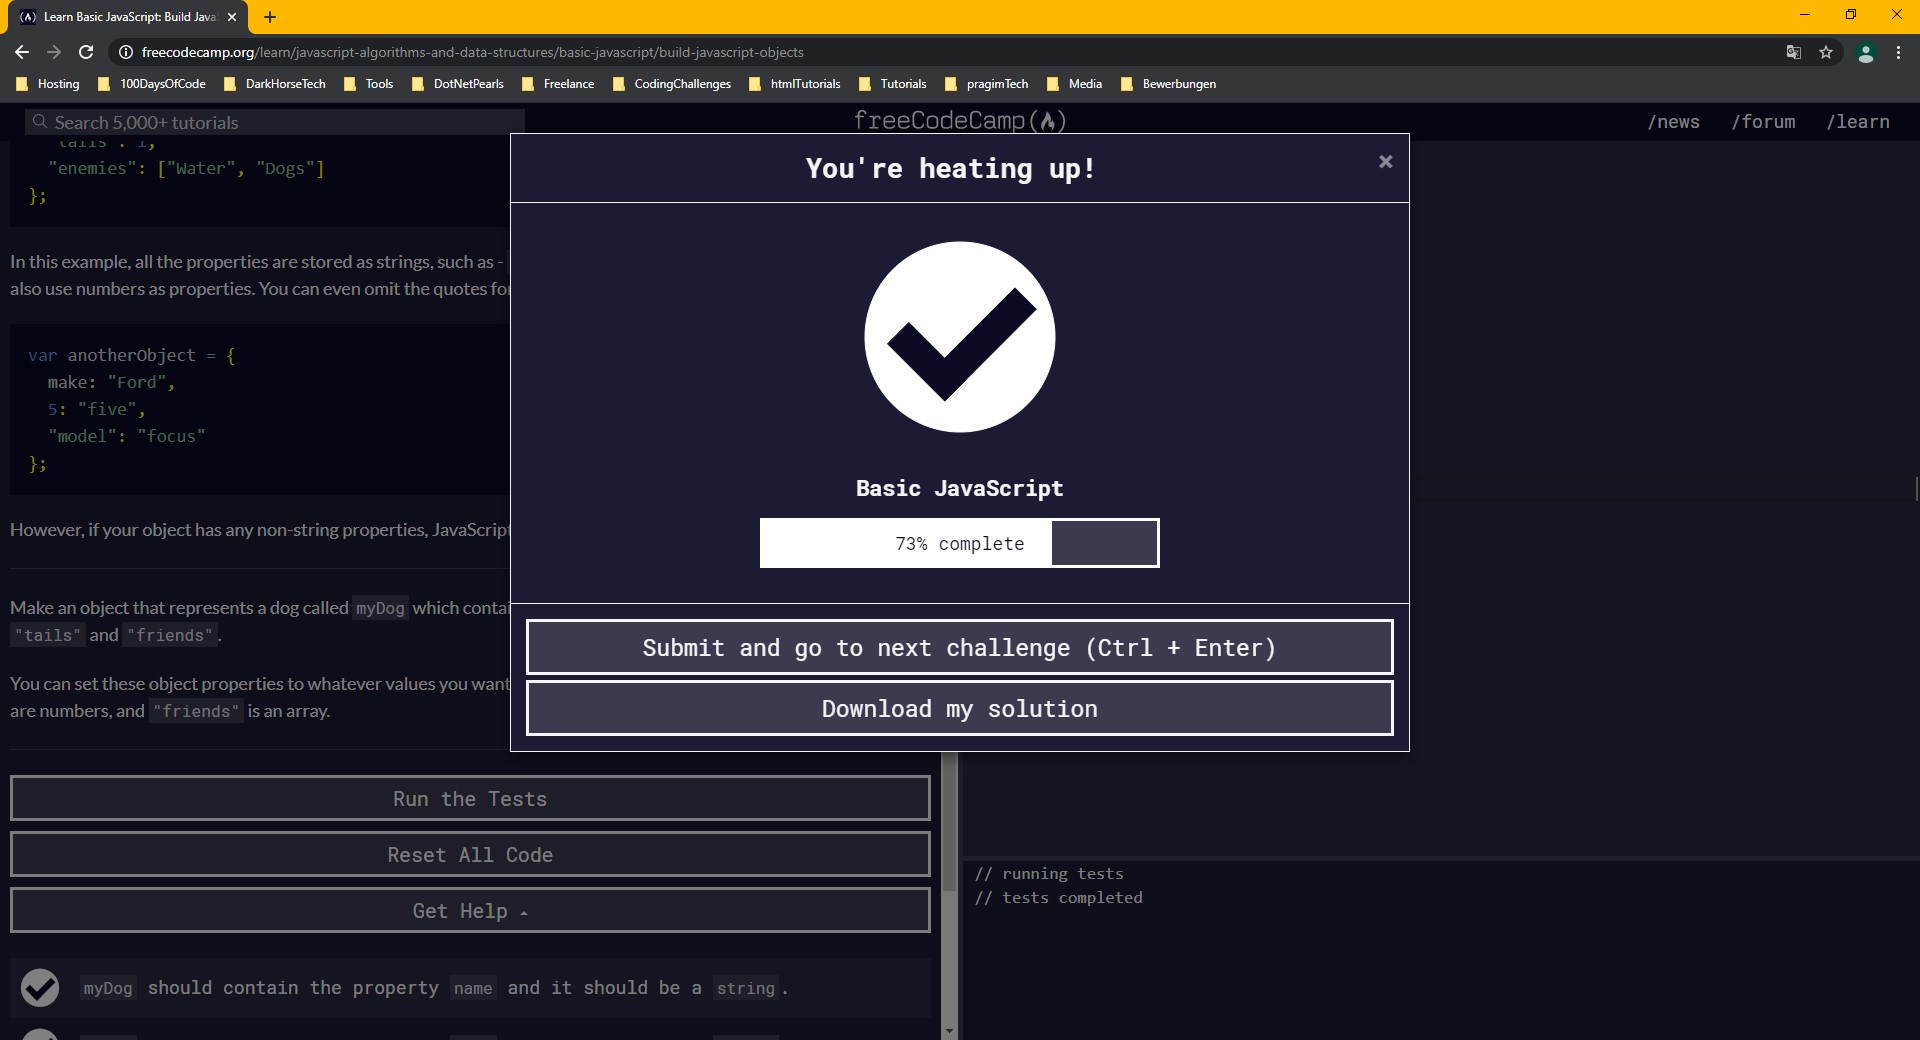 Learn Basic JavaScript: Build Java
freecodecamp.org/learn/javascript-algorithms-and-data-structures/basic-javascript/build-javascript-objects
Hosting 100DaysOfCode DarkHorseTech Tools DotNetPearls Freelance CodingChallenges htmlTutorials Tutorials pragimTech Media Bewerbungen
Search 5,000+ tutorials
freeCodeCamp
/news /forum /learn
"tails": 1,
"enemies": ["Water", "Dogs"]
};
In this example, all the properties are stored as strings, such as -
also use numbers as properties. You can even omit the quotes for
var anotherObject = {
make: "Ford",
5: "five",
"model": "focus"
};
However, if your object has any non-string properties, JavaScript
Make an object that represents a dog called myDog which contai
"tails" and "friends".
You can set these object properties to whatever values you want
are numbers, and "friends" is an array.
Run the Tests
Reset All Code
Get Help
myDog should contain the property name and it should be a string.
You're heating up!
×
Basic JavaScript
73% complete
Submit and go to next challenge (Ctrl + Enter)
Download my solution
// running tests
// tests completed